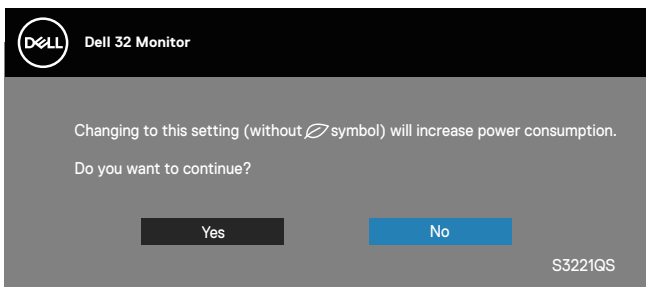 DELL Dell 32 Monitor
Changing to this setting (without symbol) will increase power consumption.
Do you want to continue?
Yes No
S3221QS